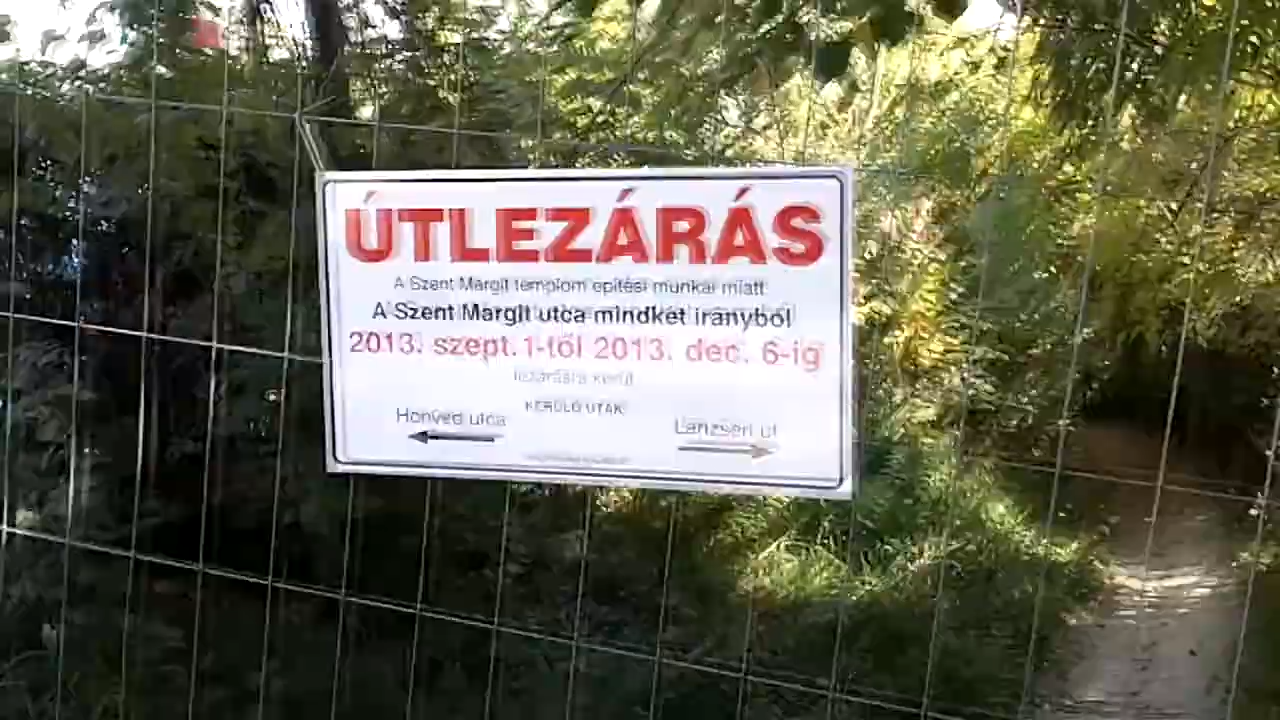 ÚTLEZÁRÁS
A Szent Margit templom építési munkái miatt
A Szent Margit utca mindkét irányból
2013. szept. 1-től 2013. dec. 6-ig
lezárásra kerül
KERÜLŐ UTAK:
Honvéd utca
Lanzséri út